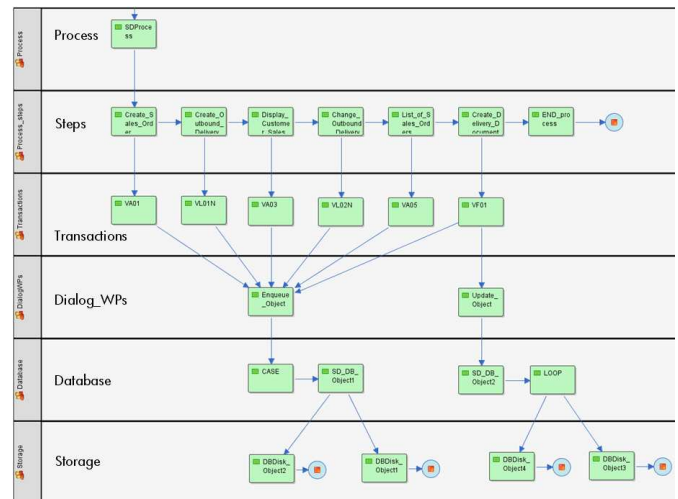 Process
Process
SDProce
ss
Process_steps
Steps
Create_S
ales_Orde
r
Create_O
utbound_
Delivery
Display_
Custome
r_Sales
Change_
Outbound
Delivery
List_of_S
ales_Ord
ers
Create_D
elivery_D
ocument
END_pro
cess
Transactions
Transactions
VA01
VL01N
VA03
VL02N
VA05
VF01
DialogWPs
Dialog_WPs
Enqueue
_Object
Update_
Object
Database
Database
CASE
SD_DB_
Object1
SD_DB_
Object2
LOOP
Storage
Storage
DBDisk_
Object2
DBDisk_
Object1
DBDisk_
Object4
DBDisk_
Object3